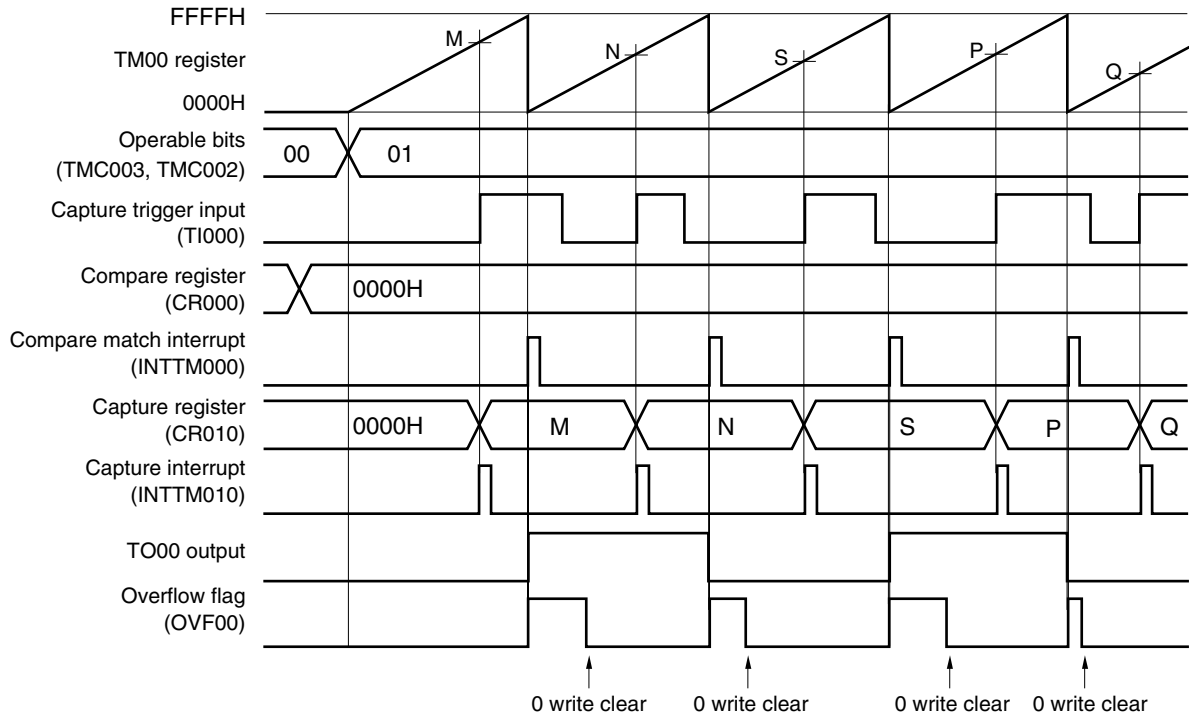 FFFFH
M
N
S
P
Q
TM00 register
0000H
Operable bits
(TMC003, TMC002)
00
01
Capture trigger input
(TI000)
Compare register
(CR000)
0000H
Compare match interrupt
(INTTM000)
Capture register
(CR010)
0000H
M
N
S
P
Q
Capture interrupt
(INTTM010)
TO00 output
Overflow flag
(OVF00)
0 write clear
0 write clear
0 write clear
0 write clear